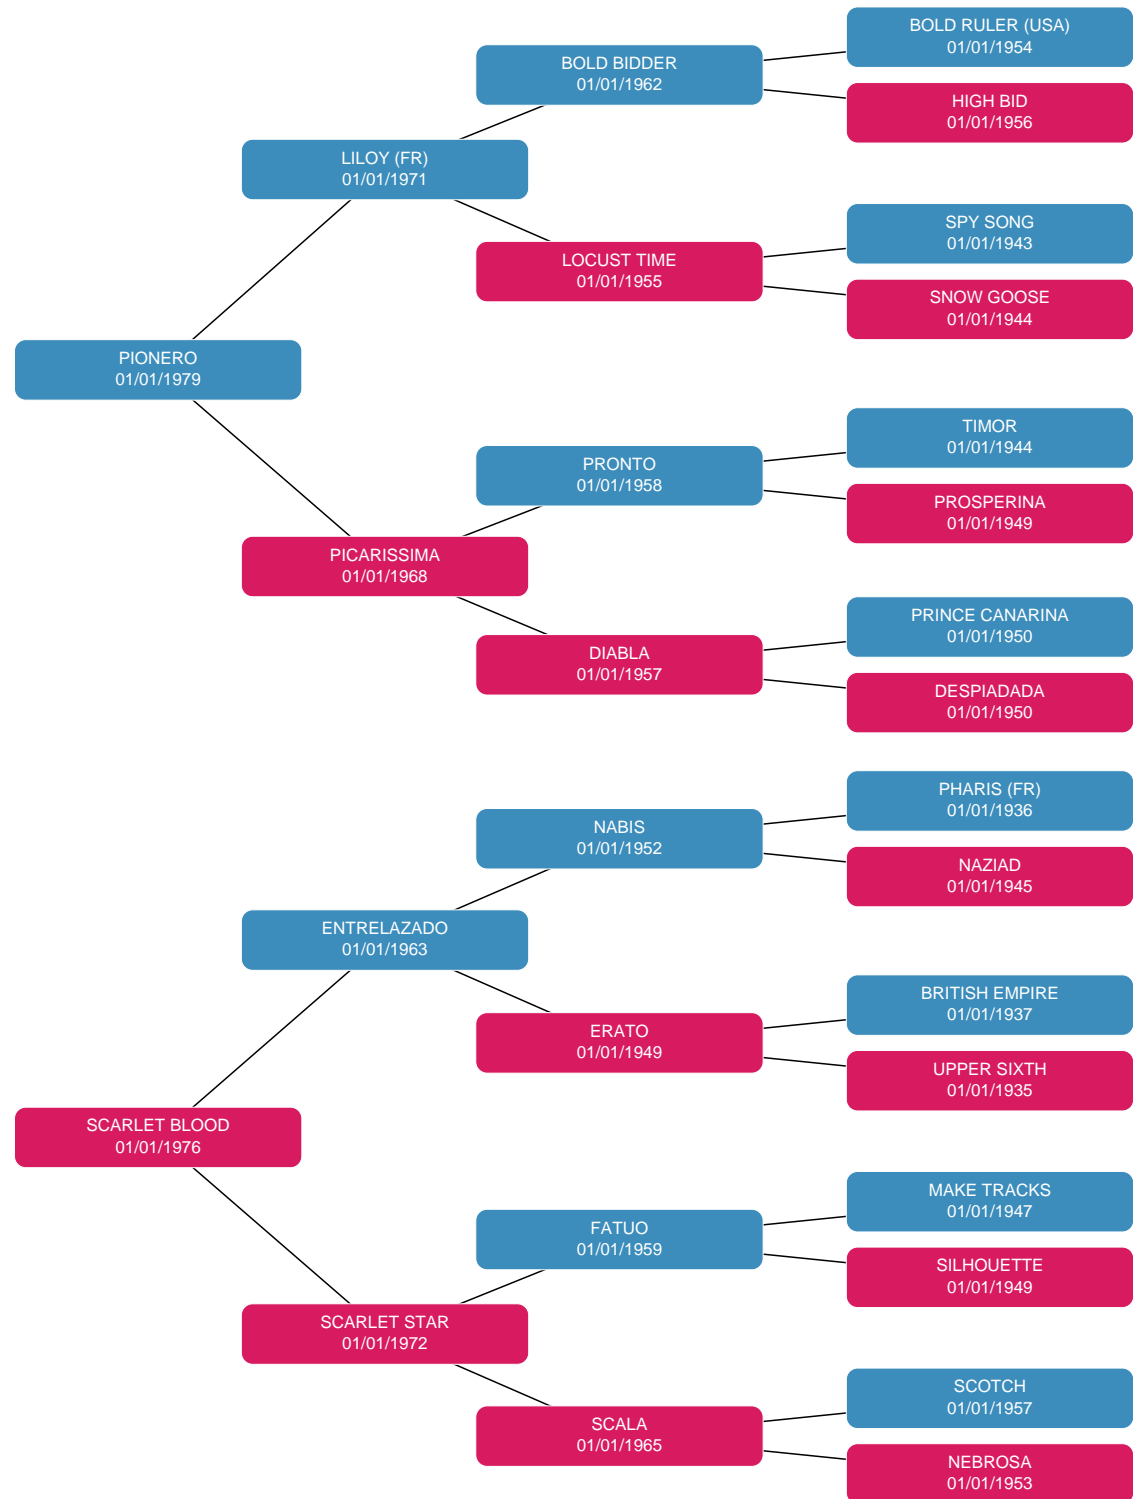 BOLD RULER (USA)
01/01/1954
BOLD BIDDER
01/01/1962
HIGH BID
01/01/1956
LILOY (FR)
01/01/1971
SPY SONG
01/01/1943
LOCUST TIME
01/01/1955
SNOW GOOSE
01/01/1944
PIONERO
01/01/1979
TIMOR
01/01/1944
PRONTO
01/01/1958
PROSPERINA
01/01/1949
PICARISSIMA
01/01/1968
PRINCE CANARINA
01/01/1950
DIABLA
01/01/1957
DESPIADADA
01/01/1950
PHARIS (FR)
01/01/1936
NABIS
01/01/1952
NAZIAD
01/01/1945
ENTRELAZADO
01/01/1963
BRITISH EMPIRE
01/01/1937
ERATO
01/01/1949
UPPER SIXTH
01/01/1935
SCARLET BLOOD
01/01/1976
MAKE TRACKS
01/01/1947
FATUO
01/01/1959
SILHOUETTE
01/01/1949
SCARLET STAR
01/01/1972
SCOTCH
01/01/1957
SCALA
01/01/1965
NEBROSA
01/01/1953